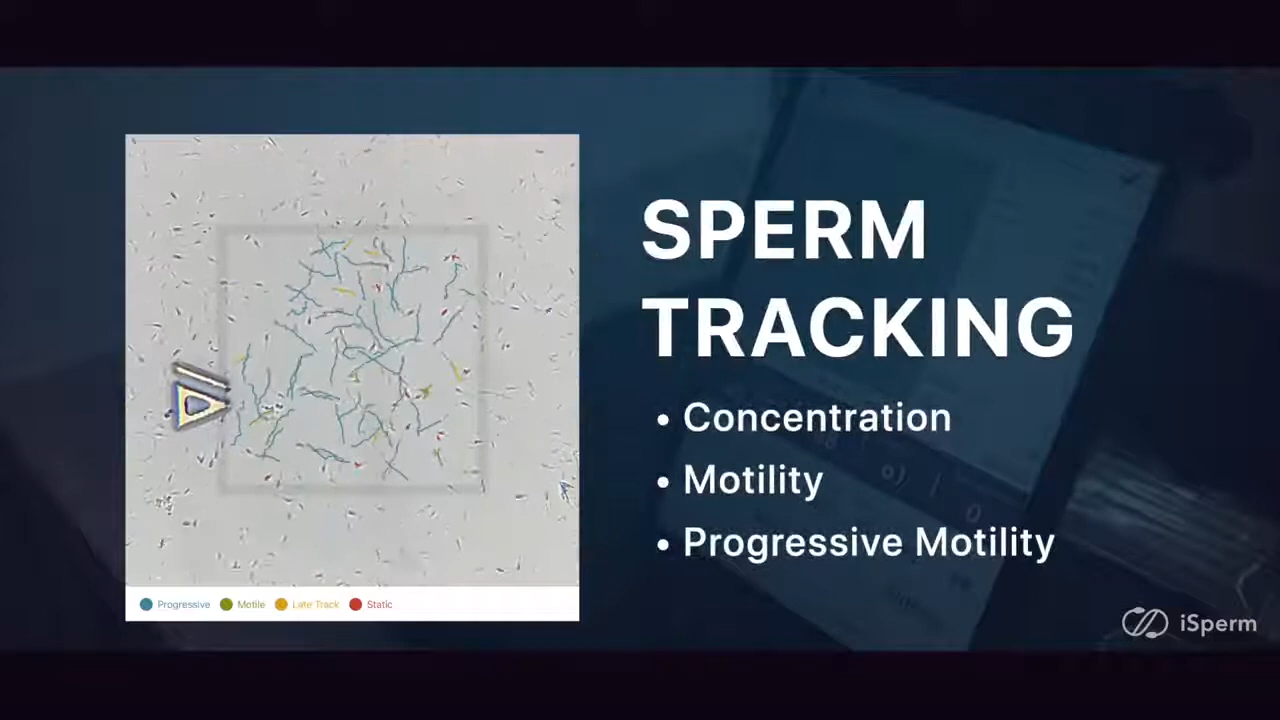 SPERM
TRACKING
• Concentration
• Motility
• Progressive Motility
Progressive Motile Late Track Static
iSperm